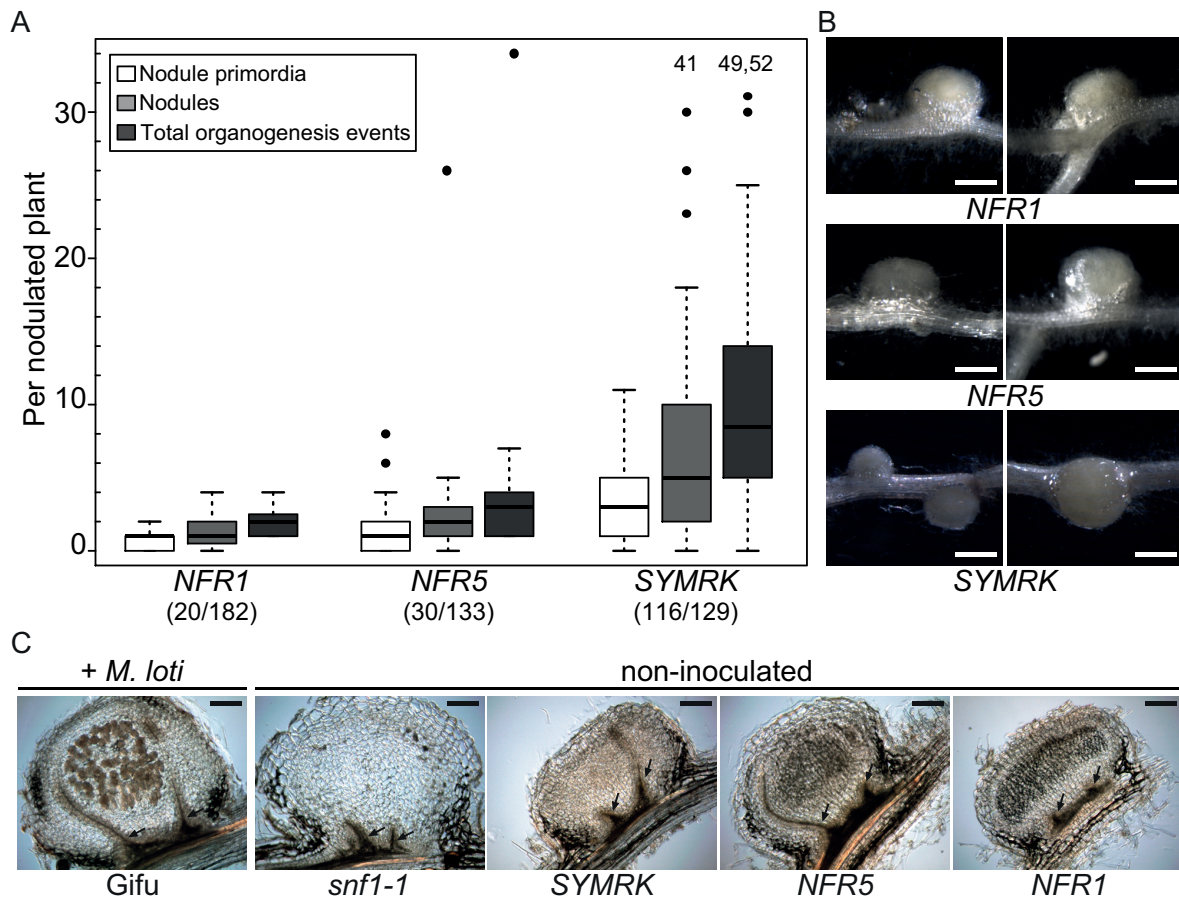 A
Nodule primordia
Nodules
Total organogenesis events
41
49,52
30
20
10
0
Per nodulated plant
NFR1
NFR5
SYMRK
(20/182)
(30/133)
(116/129)
B
NFR1
NFR5
SYMRK
C
+ M. loti
non-inoculated
Gifu
snf1-1
SYMRK
NFR5
NFR1